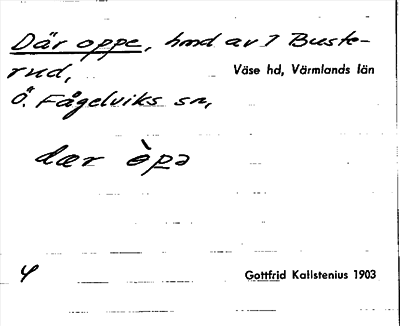 Där oppe, hmd av 7 Buste-
rud,
Väse hd, Värmlands län
Ö. Fågelviks sn,
dær òpə
4
Gottfrid Kallstenius 1903